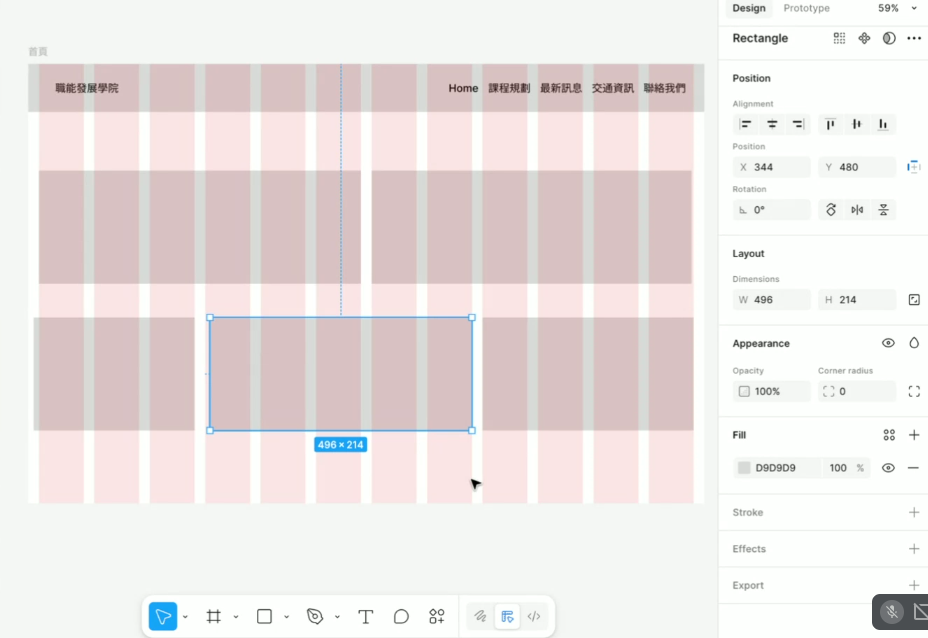 Design Prototype 59%
Rectangle
首頁
職能發展學院 Home 課程規劃 最新訊息 交通資訊 聯絡我們
Position
Alignment
Position
X 344 Y 480
Rotation
0°
Layout
Dimensions
W 496 H 214
Appearance
Opacity Corner radius
100% 0
Fill
D9D9D9 100 %
496 × 214
Stroke
Effects
Export